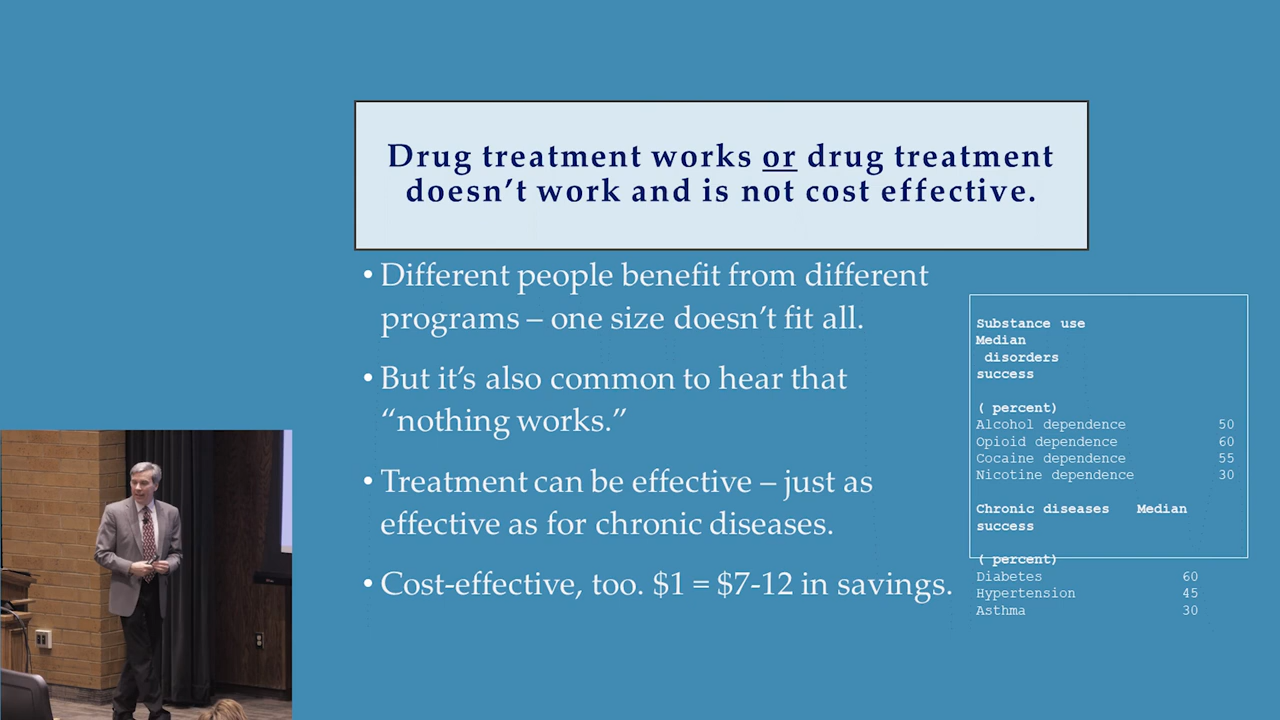 Drug treatment works or drug treatment
doesn’t work and is not cost effective.
• Different people benefit from different
programs – one size doesn’t fit all.
• But it’s also common to hear that
“nothing works.”
• Treatment can be effective – just as
effective as for chronic diseases.
• Cost-effective, too. $1 = $7-12 in savings.
Substance use
Median
disorders
success
( percent)
Alcohol dependence 50
Opioid dependence 60
Cocaine dependence 55
Nicotine dependence 30
Chronic diseases Median
success
( percent)
Diabetes 60
Hypertension 45
Asthma 30